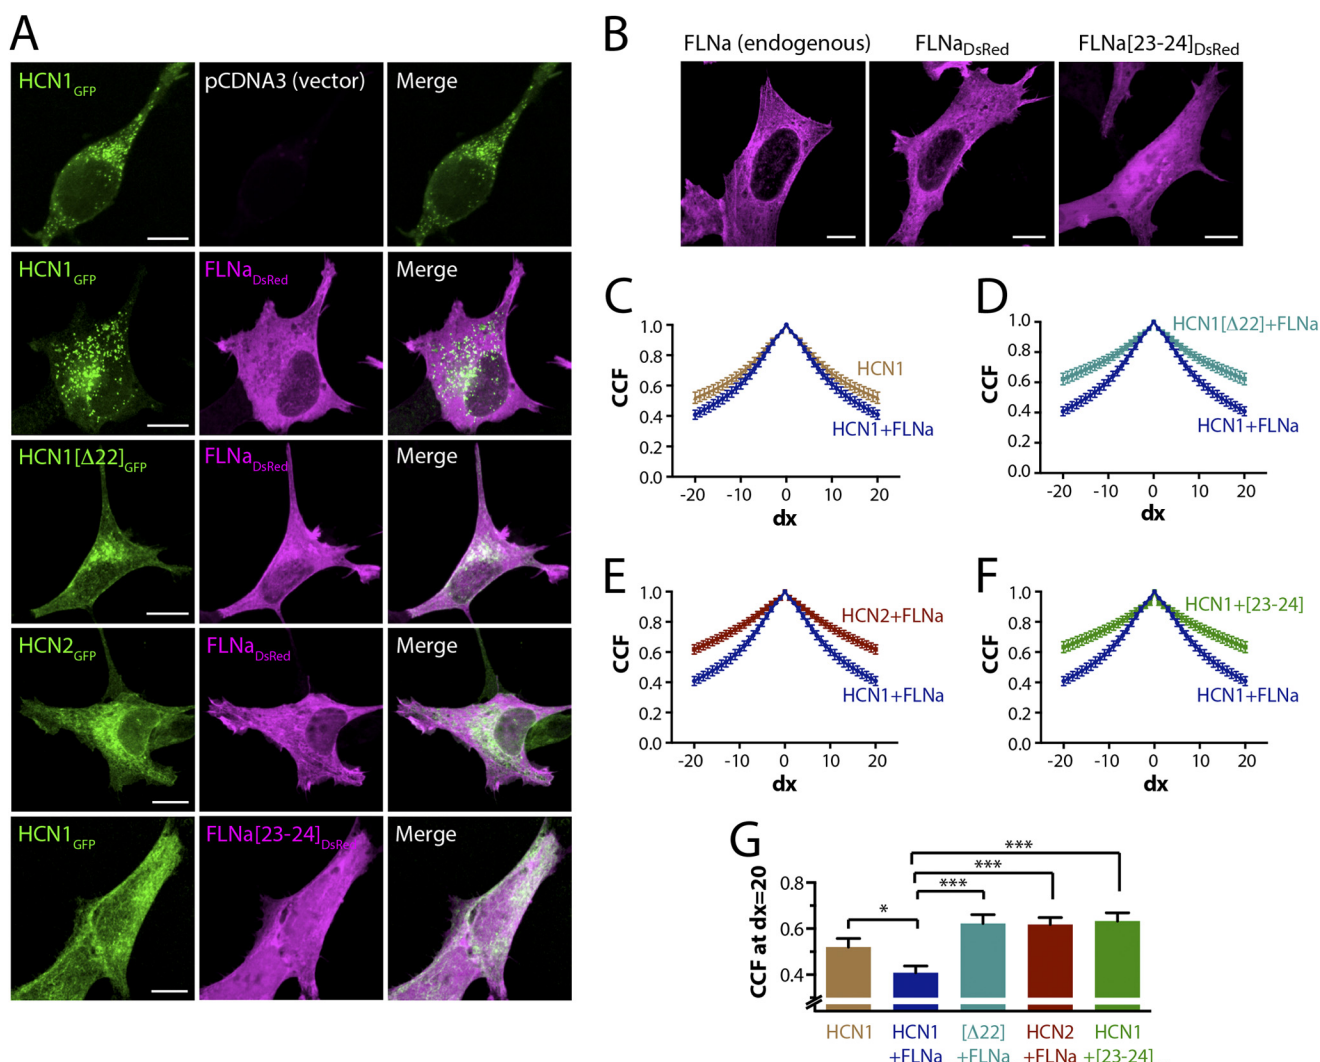 A
HCN1GFP
pCDNA3 (vector)
Merge
HCN1GFP
FLNaDsRed
Merge
HCN1[Δ22]GFP
FLNaDsRed
Merge
HCN2GFP
FLNaDsRed
Merge
HCN1GFP
FLNa[23-24]DsRe
Merge
B
FLNa (endogenous)
FLNaDsRed
FLNa[23-24]DsRed
C
1.0
0.8
0.6
0.4
0.2
0.0
CCF
HCN1
HCN1+FLNa
-20 -10 0 10 20
dx
D
1.0
0.8
0.6
0.4
0.2
0.0
CCF
HCN1[Δ22]+FLNa
HCN1+FLNa
-20 -10 0 10 20
dx
E
1.0
0.8
0.6
0.4
0.2
0.0
CCF
HCN2+FLNa
HCN1+FLNa
-20 -10 0 10 20
dx
F
1.0
0.8
0.6
0.4
0.2
0.0
CCF
HCN1+[23-24]
HCN1+FLNa
-20 -10 0 10 20
dx
G
CCF at dx=20
0.8
0.6
0.4
***
***
***
*
HCN1 HCN1 [Δ22] HCN2 HCN1
+FLNa +FLNa +FLNa +[23-24]